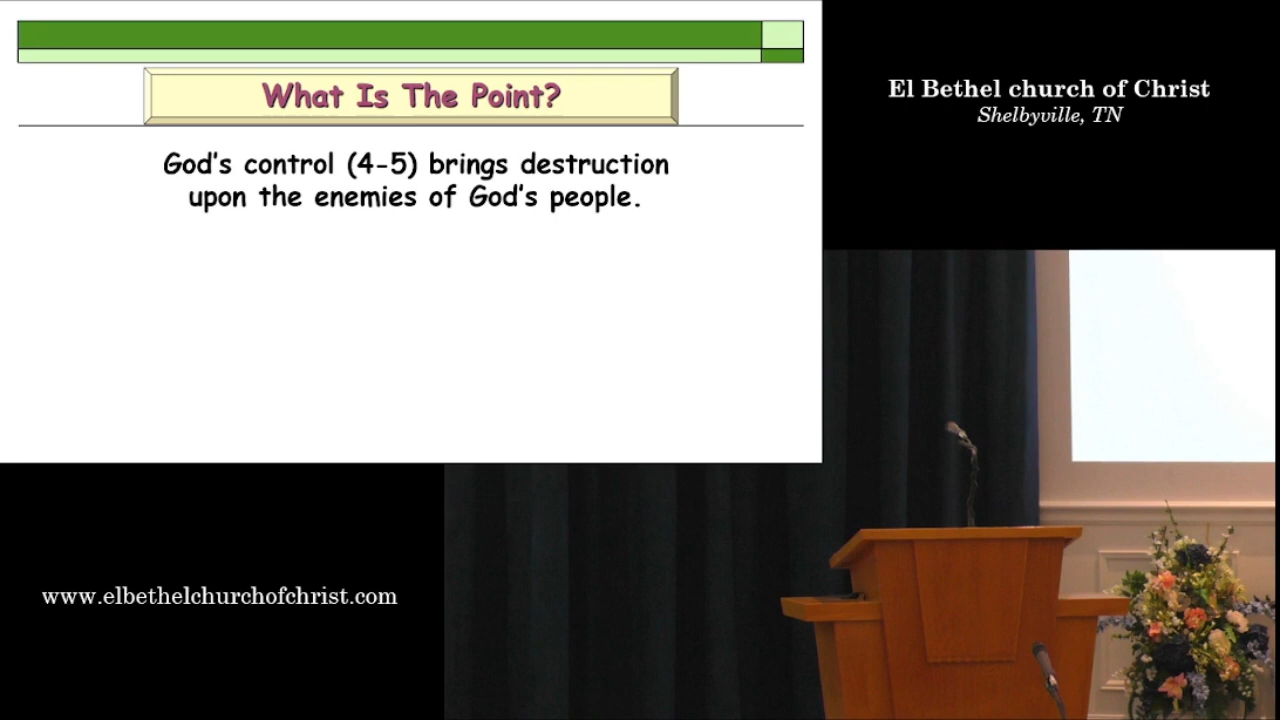 What Is The Point?
God's control (4-5) brings destruction
upon the enemies of God's people.
El Bethel church of Christ
Shelbyville, TN
www.elbethelchurchofchrist.com